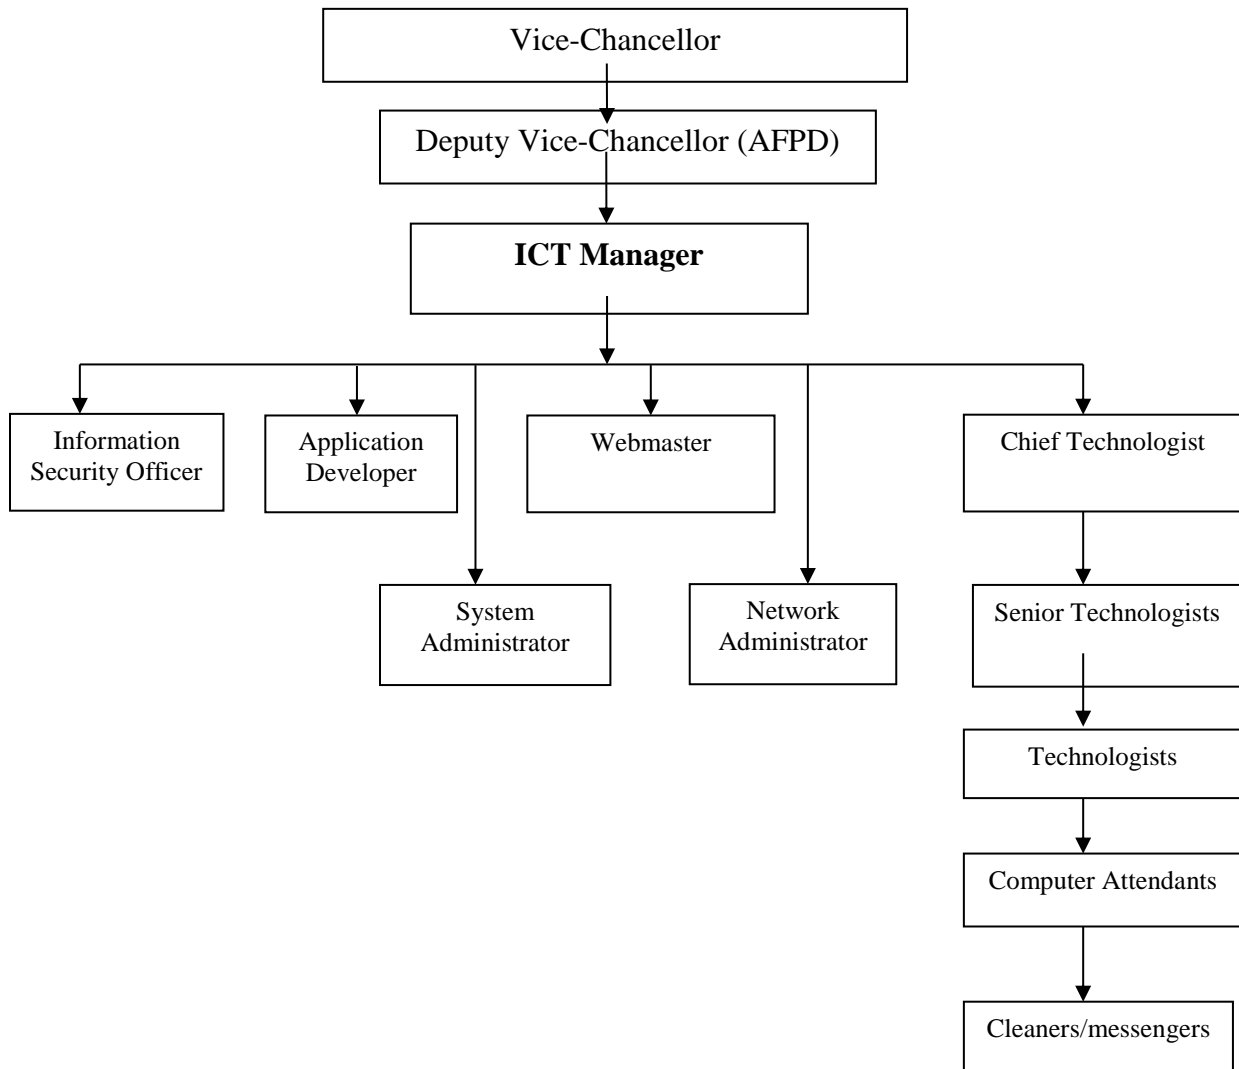 Vice-Chancellor
Deputy Vice-Chancellor (AFPD)
ICT Manager
Information
Security Officer
Application
Developer
Webmaster
Chief Technologist
System
Administrator
Network
Administrator
Senior Technologists
Technologists
Computer Attendants
Cleaners/messengers